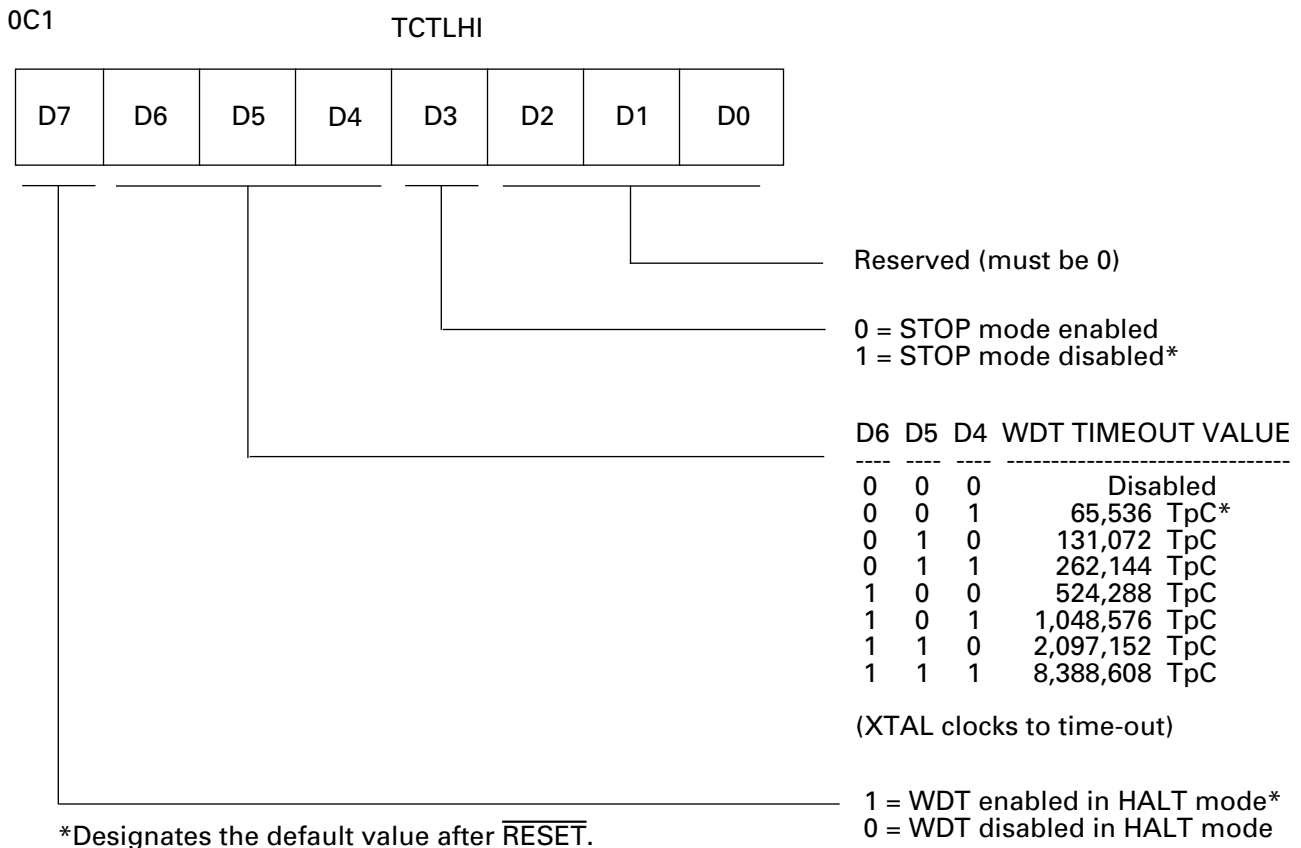 0C1
TCTLHI
D7 D6 D5 D4 D3 D2 D1 D0
Reserved (must be 0)
0 = STOP mode enabled
1 = STOP mode disabled*
D6 D5 D4 WDT TIMEOUT VALUE
---- ---- ---- --------------------------------
0 0 0 Disabled
0 0 1 65,536 TpC*
0 1 0 131,072 TpC
0 1 1 262,144 TpC
1 0 0 524,288 TpC
1 0 1 1,048,576 TpC
1 1 0 2,097,152 TpC
1 1 1 8,388,608 TpC
(XTAL clocks to time-out)
1 = WDT enabled in HALT mode*
0 = WDT disabled in HALT mode
*Designates the default value after RESET.